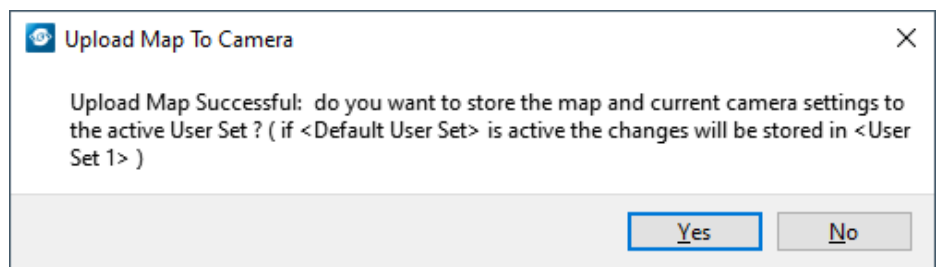 Upload Map To Camera
Upload Map Successful:  do you want to store the map and current camera settings to
the active User Set ? ( if <Default User Set> is active the changes will be stored in <User
Set 1> )
Yes
No